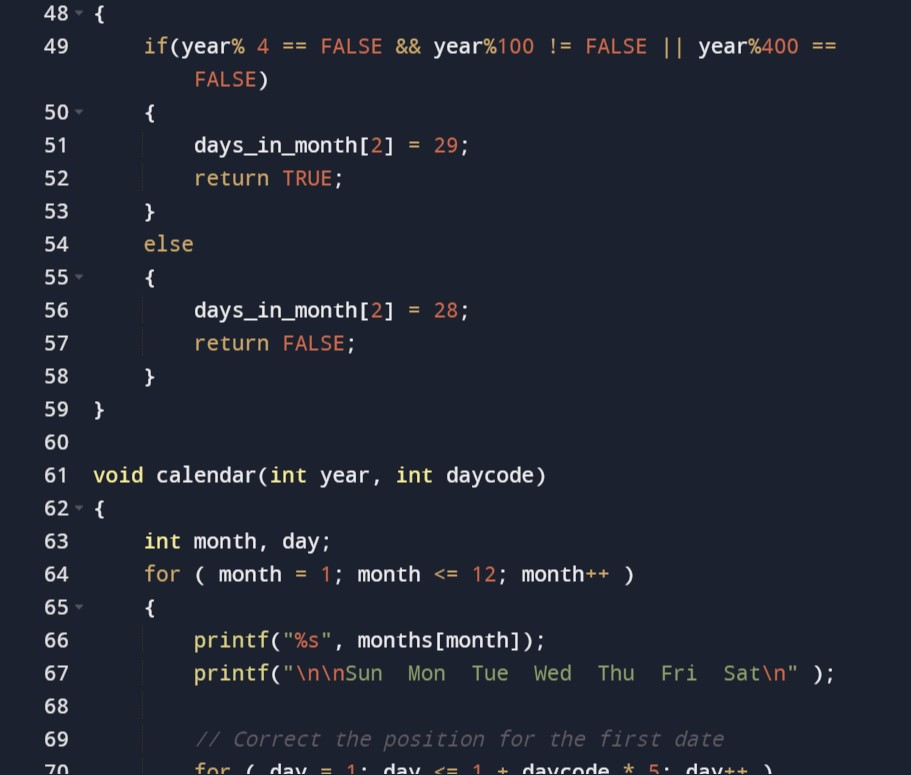 48 {
49 if(year% 4 == FALSE && year%100 != FALSE || year%400 ==
FALSE)
50 {
51 days_in_month[2] = 29;
52 return TRUE;
53 }
54 else
55 {
56 days_in_month[2] = 28;
57 return FALSE;
58 }
59 }
60
61 void calendar(int year, int daycode)
62 {
63 int month, day;
64 for ( month = 1; month <= 12; month++ )
65 {
66 printf("%s", months[month]);
67 printf("\n\nSun  Mon  Tue  Wed  Thu  Fri  Sat\n" );
68
69 // Correct the position for the first date
70 for ( day = 1; day <= 1 + daycode * 5; day++ )